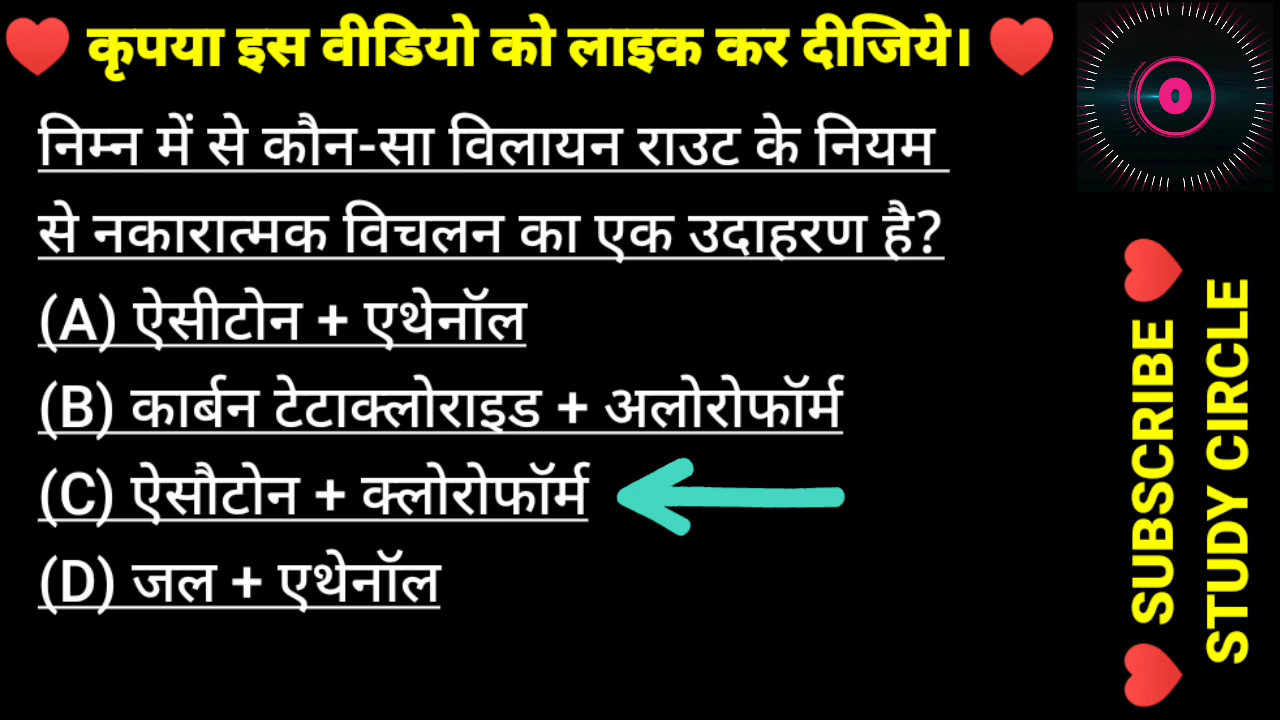 कृपया इस वीडियो को लाइक कर दीजिये।
निम्न में से कौन-सा विलायन राउट के नियम
से नकारात्मक विचलन का एक उदाहरण है?
(A) ऐसीटोन + एथेनॉल
(B) कार्बन टेटाक्लोराइड + अलोरोफॉर्म
(C) ऐसौटोन + क्लोरोफॉर्म
(D) जल + एथेनॉल
SUBSCRIBE
STUDY CIRCLE